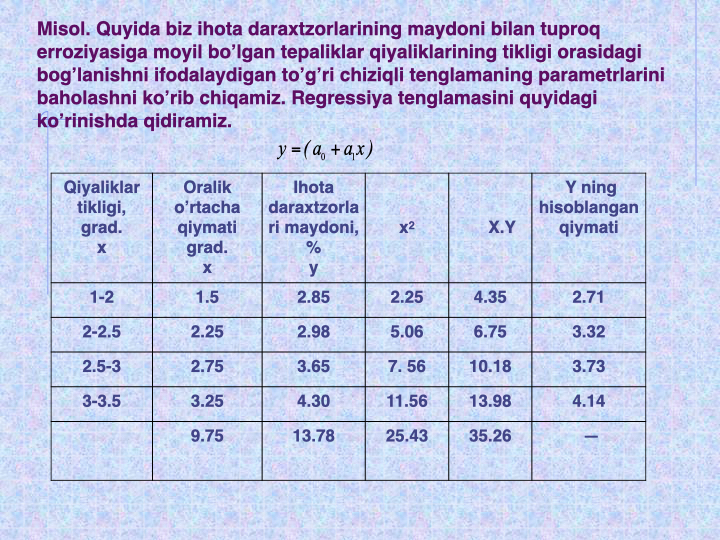 Misol. Quyida biz ihota daraxtzorlarining maydoni bilan tuproq
erroziyasiga moyil bo’lgan tepaliklar qiyaliklarining tikligi orasidagi
bog’lanishni ifodalaydigan to’g’ri chiziqli tenglamaning parametrlarini
baholashni ko’rib chiqamiz. Regressiya tenglamasini quyidagi
ko’rinishda qidiramiz.
y =( a₀ + a₁x )
Qiyaliklar tikligi, grad. x | Oralik o’rtacha qiymati grad. x | Ihota daraxtzorla ri maydoni, % y | x² | X.Y | Y ning hisoblangan qiymati
1-2 | 1.5 | 2.85 | 2.25 | 4.35 | 2.71
2-2.5 | 2.25 | 2.98 | 5.06 | 6.75 | 3.32
2.5-3 | 2.75 | 3.65 | 7. 56 | 10.18 | 3.73
3-3.5 | 3.25 | 4.30 | 11.56 | 13.98 | 4.14
9.75 | 13.78 | 25.43 | 35.26 | —